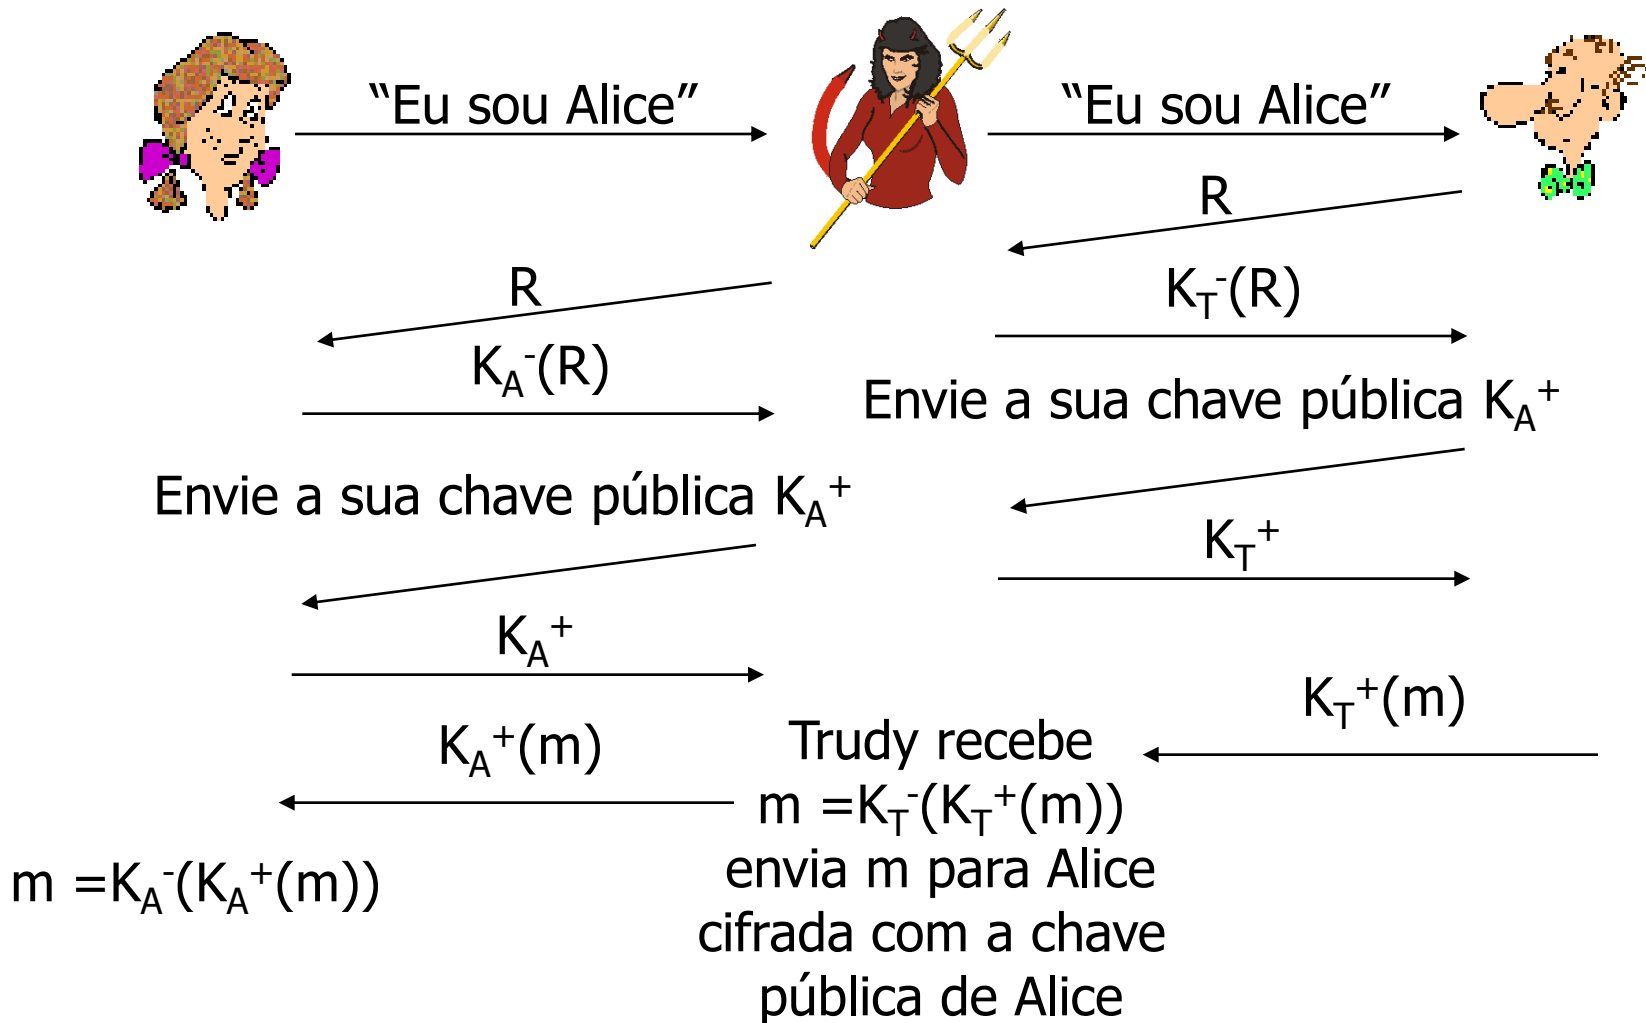 “Eu sou Alice”
“Eu sou Alice”
R
R
K_T^-(R)
K_A^-(R)
Envie a sua chave pública K_A^+
Envie a sua chave pública K_A^+
K_T^+
K_A^+
K_T^+(m)
K_A^+(m)
Trudy recebe
m =K_T^-(K_T^+(m))
envia m para Alice
cifrada com a chave
pública de Alice
m =K_A^-(K_A^+(m))